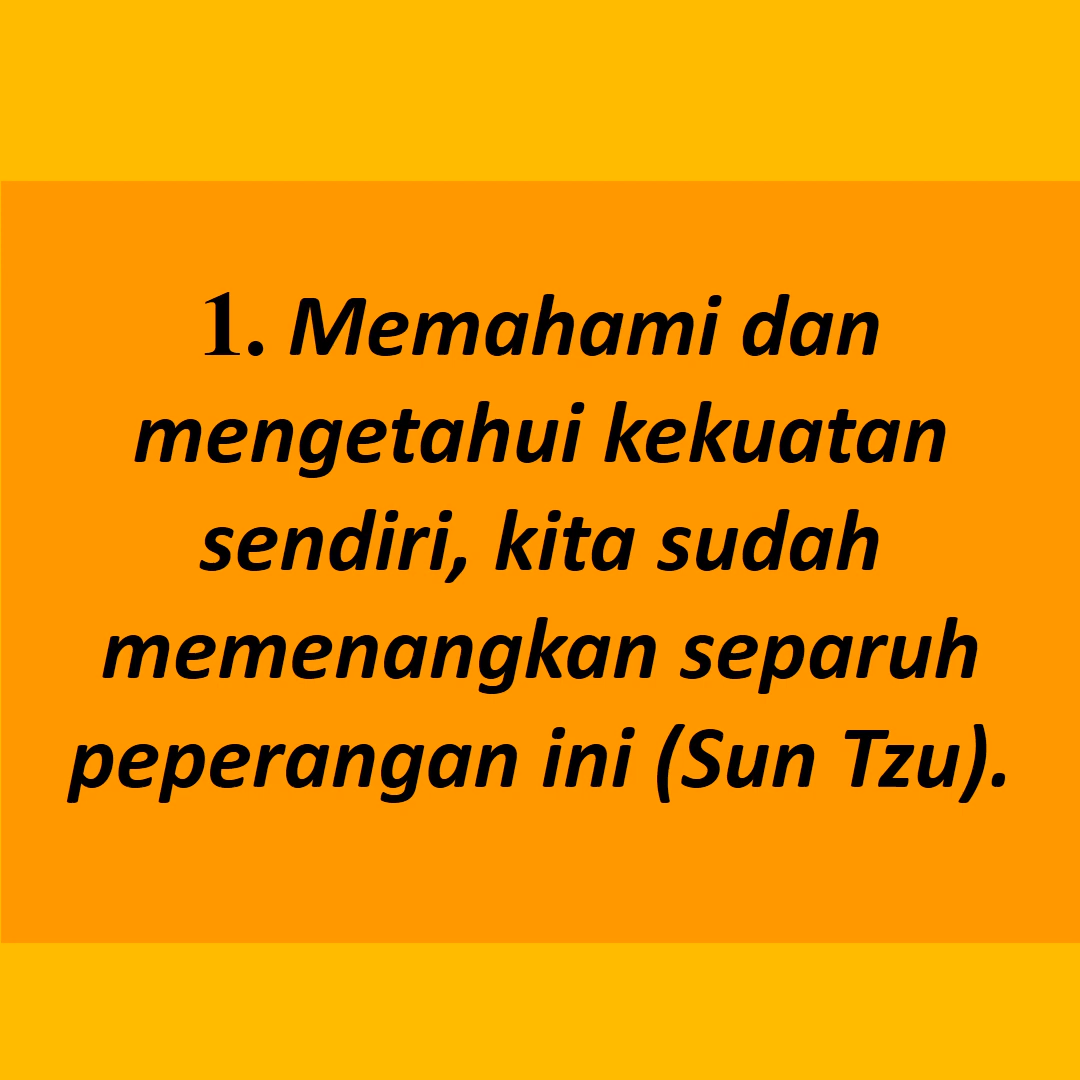 1. Memahami dan
mengetahui kekuatan
sendiri, kita sudah
memenangkan separuh
peperangan ini (Sun Tzu).